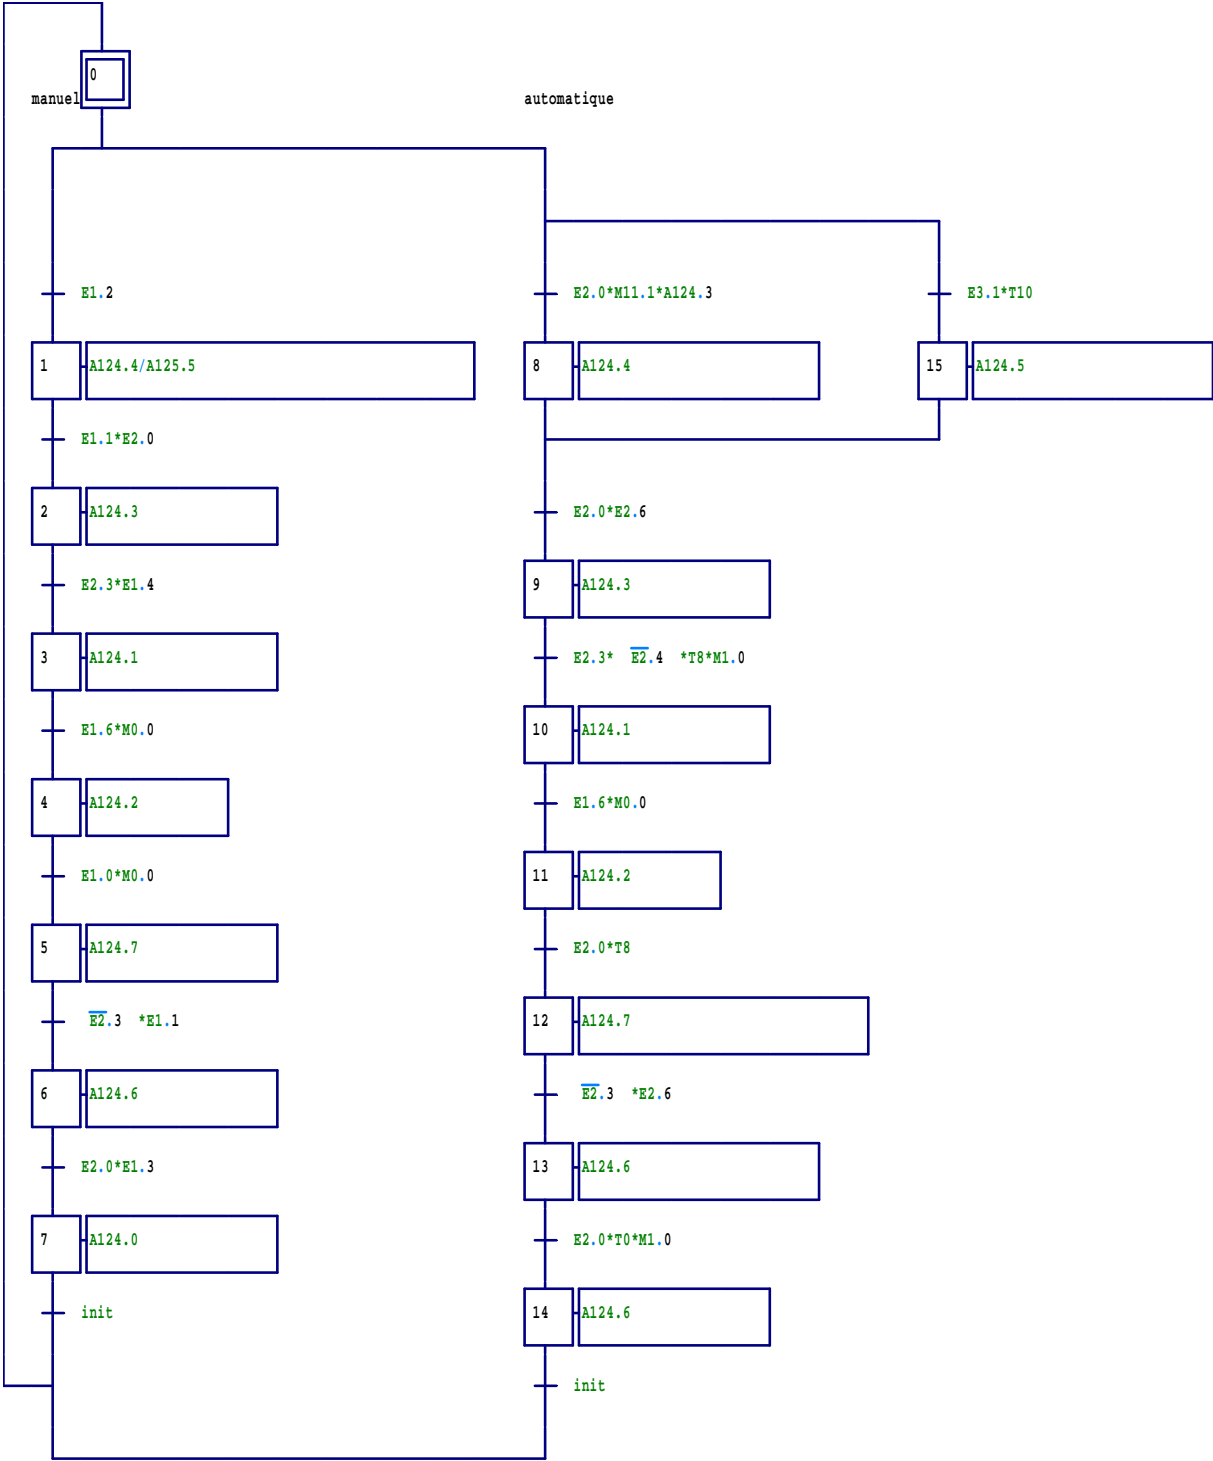 0
manuel automatique
E1.2 E2.0*M11.1*A124.3 E3.1*T10
1 A124.4/A125.5 8 A124.4 15 A124.5
E1.1*E2.0
2 A124.3 E2.0*E2.6
E2.3*E1.4 9 A124.3
3 A124.1 E2.3* E̅2̅.4 *T8*M1.0
E1.6*M0.0 10 A124.1
4 A124.2 E1.6*M0.0
E1.0*M0.0 11 A124.2
5 A124.7 E2.0*T8
E̅2̅.3 *E1.1 12 A124.7
6 A124.6 E̅2̅.3 *E2.6
E2.0*E1.3 13 A124.6
7 A124.0 E2.0*T0*M1.0
init 14 A124.6
init